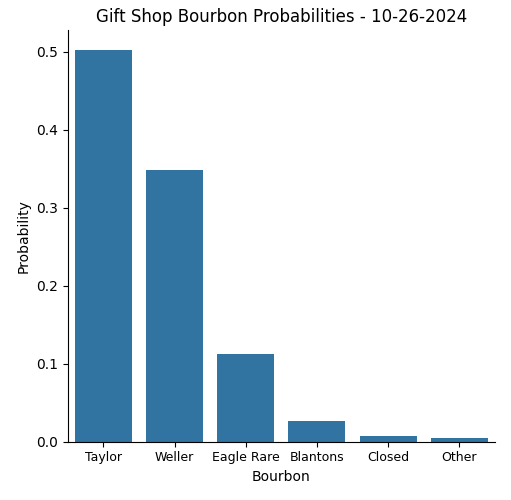 Gift Shop Bourbon Probabilities - 10-26-2024
0.5
0.4
0.3
0.2
0.1
0.0
Probability
Taylor Weller Eagle Rare Blantons Closed Other
Bourbon